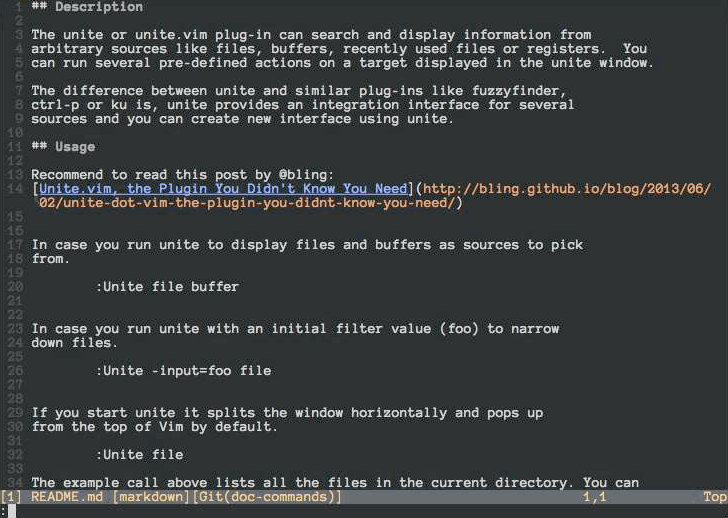 1 ## Description
2
3 The unite or unite.vim plug-in can search and display information from
4 arbitrary sources like files, buffers, recently used files or registers.  You
5 can run several pre-defined actions on a target displayed in the unite window.
6
7 The difference between unite and similar plug-ins like fuzzyfinder,
8 ctrl-p or ku is, unite provides an integration interface for several
9 sources and you can create new interface using unite.
10
11 ## Usage
12
13 Recommend to read this post by @bling:
14 [Unite.vim, the Plugin You Didn't Know You Need](http://bling.github.io/blog/2013/06/
02/unite-dot-vim-the-plugin-you-didnt-know-you-need/)
15
16
17 In case you run unite to display files and buffers as sources to pick
18 from.
19
20 :Unite file buffer
21
22
23 In case you run unite with an initial filter value (foo) to narrow
24 down files.
25
26 :Unite -input=foo file
27
28
29 If you start unite it splits the window horizontally and pops up
30 from the top of Vim by default.
31
32 :Unite file
33
34 The example call above lists all the files in the current directory. You can
[1] README.md [markdown][Git(doc-commands)] 1,1 Top
: